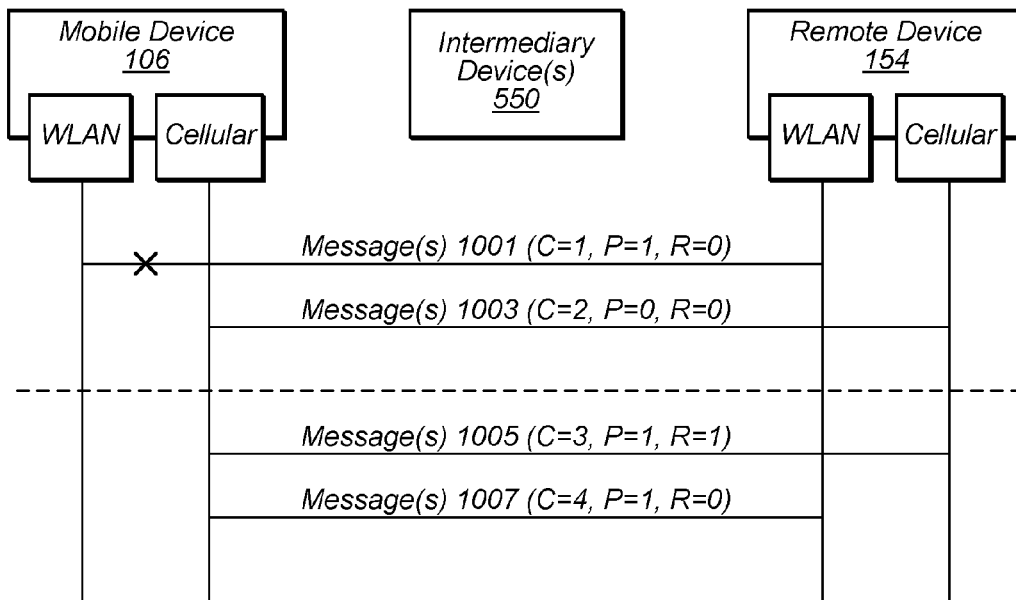 Mobile Device
106
Intermediary
Device(s)
550
Remote Device
154
WLAN
Cellular
WLAN
Cellular
Message(s) 1001 (C=1, P=1, R=0)
Message(s) 1003 (C=2, P=0, R=0)
Message(s) 1005 (C=3, P=1, R=1)
Message(s) 1007 (C=4, P=1, R=0)